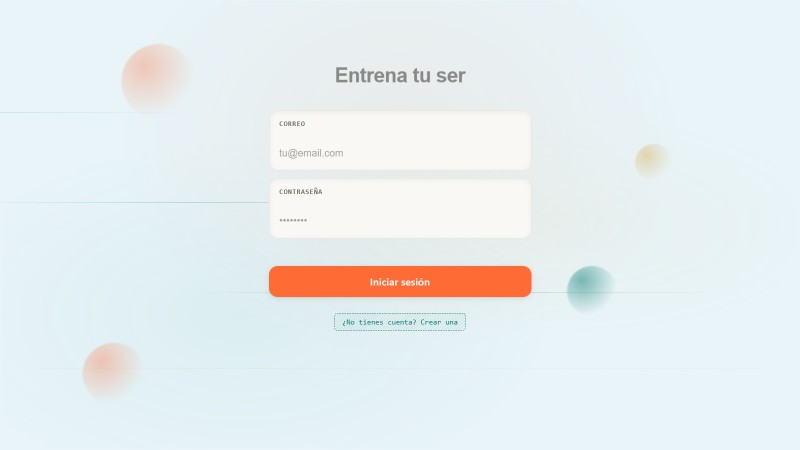 Entrena tu ser
CORREO
tu@email.com
CONTRASEÑA
********
Iniciar sesión
¿No tienes cuenta? Crear una